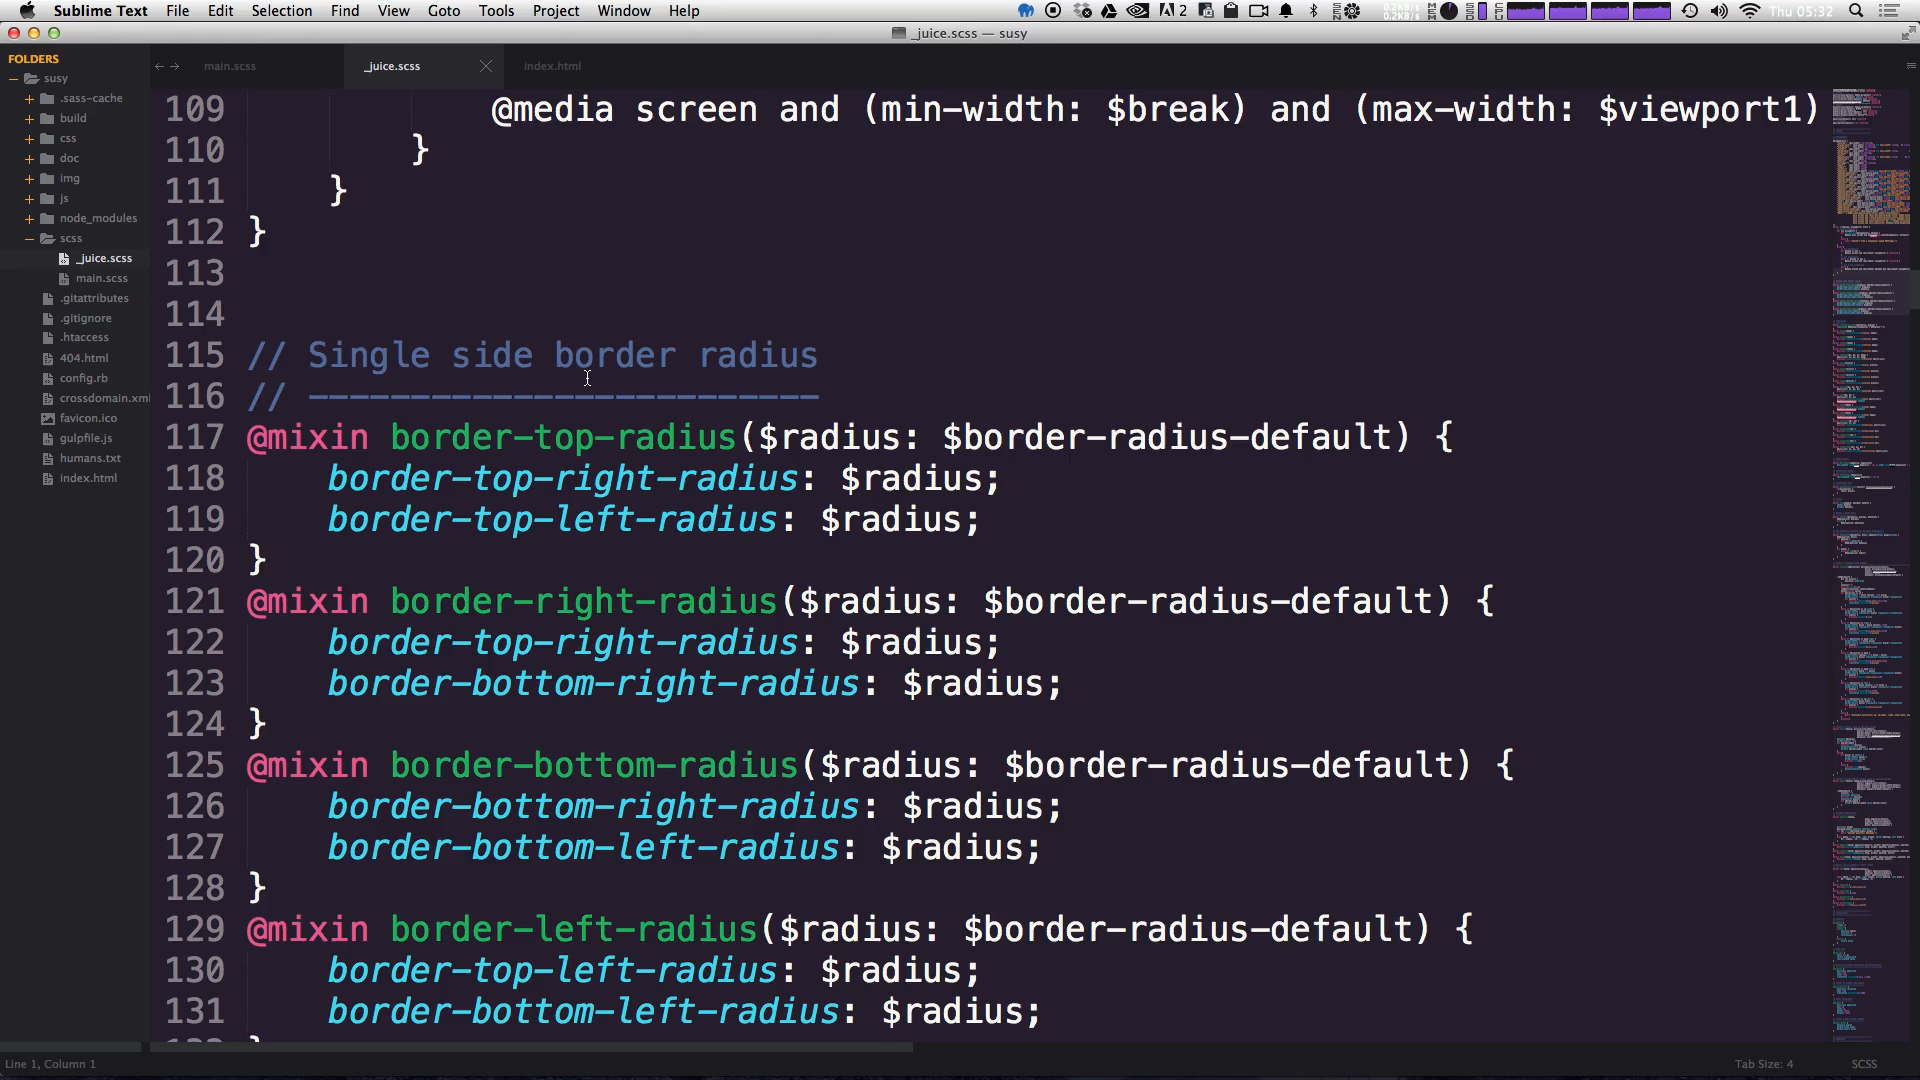 Sublime Text File Edit Selection Find View Goto Tools Project Window Help 2 0.2KB/s 0.2KB/s Thu 05:32
_juice.scss — susy
FOLDERS
susy
.sass-cache
build
css
doc
img
js
node_modules
scss
_juice.scss
main.scss
.gitattributes
.gitignore
.htaccess
404.html
config.rb
crossdomain.xml
favicon.ico
gulpfile.js
humans.txt
index.html
main.scss _juice.scss index.html
109 @media screen and (min-width: $break) and (max-width: $viewport1)
110 }
111 }
112 }
113
114
115 // Single side border radius
116 // -------------------------
117 @mixin border-top-radius($radius: $border-radius-default) {
118 border-top-right-radius: $radius;
119 border-top-left-radius: $radius;
120 }
121 @mixin border-right-radius($radius: $border-radius-default) {
122 border-top-right-radius: $radius;
123 border-bottom-right-radius: $radius;
124 }
125 @mixin border-bottom-radius($radius: $border-radius-default) {
126 border-bottom-right-radius: $radius;
127 border-bottom-left-radius: $radius;
128 }
129 @mixin border-left-radius($radius: $border-radius-default) {
130 border-top-left-radius: $radius;
131 border-bottom-left-radius: $radius;
Line 1, Column 1 Tab Size: 4 SCSS